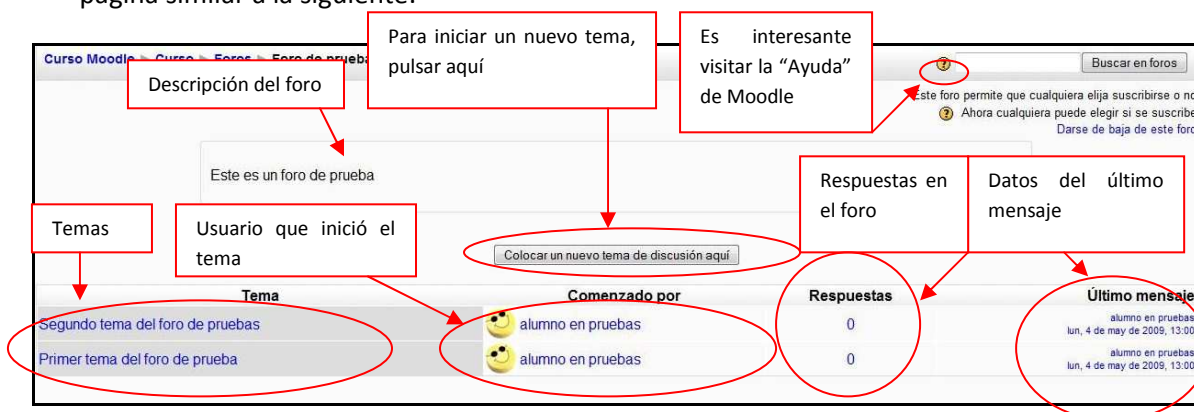 página similar a la siguiente:
Para iniciar un nuevo tema,
pulsar aquí
Es interesante
visitar la “Ayuda”
de Moodle
Curso Moodle Curso Foros Foro de prueba
Buscar en foros
Descripción del foro
Este foro permite que cualquiera elija suscribirse o no
Ahora cualquiera puede elegir si se suscribe
Darse de baja de este foro
Este es un foro de prueba
Respuestas en
el foro
Datos del último
mensaje
Temas
Usuario que inició el
tema
Colocar un nuevo tema de discusión aquí
Tema Comenzado por Respuestas Último mensaje
Segundo tema del foro de pruebas alumno en pruebas 0 alumno en pruebas
lun, 4 de may de 2009, 13:00
Primer tema del foro de prueba alumno en pruebas 0 alumno en pruebas
lun, 4 de may de 2009, 13:00